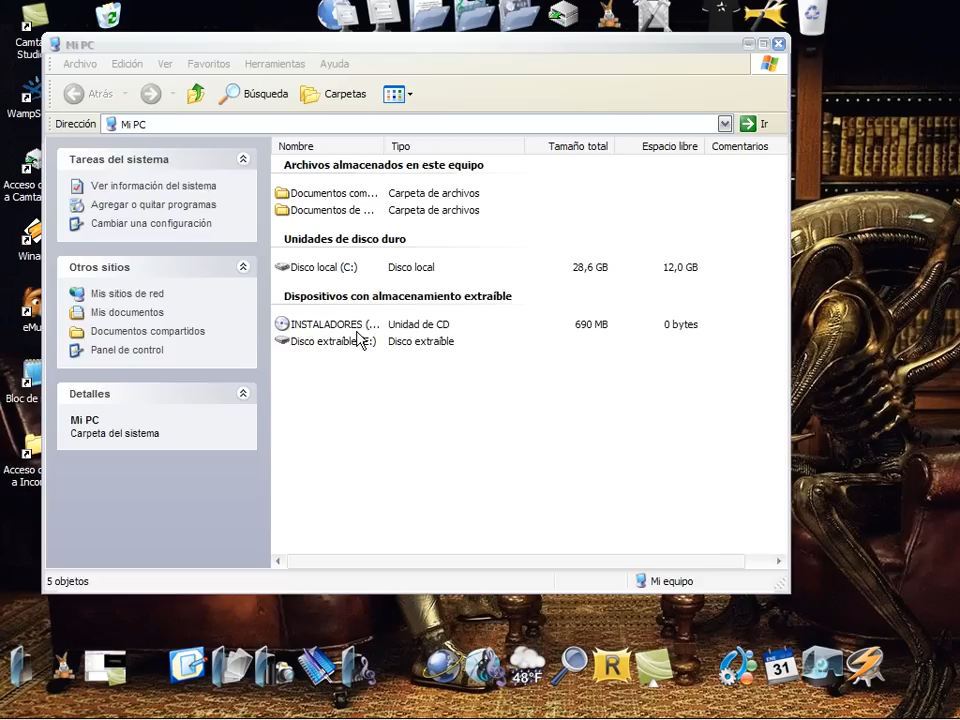 Camta
Studi
WampS
Acceso
a Camta
Wina
eMu
Bloc de
Acceso
a Incor
Mi PC
Archivo Edición Ver Favoritos Herramientas Ayuda
Atrás Búsqueda Carpetas
Dirección Mi PC Ir
Tareas del sistema
Ver información del sistema
Agregar o quitar programas
Cambiar una configuración
Otros sitios
Mis sitios de red
Mis documentos
Documentos compartidos
Panel de control
Detalles
Mi PC
Carpeta del sistema
Nombre Tipo Tamaño total Espacio libre Comentarios
Archivos almacenados en este equipo
Documentos com... Carpeta de archivos
Documentos de ... Carpeta de archivos
Unidades de disco duro
Disco local (C:) Disco local 28,6 GB 12,0 GB
Dispositivos con almacenamiento extraíble
INSTALADORES (... Unidad de CD 690 MB 0 bytes
Disco extraíble :) Disco extraíble
5 objetos Mi equipo
48°F R 31